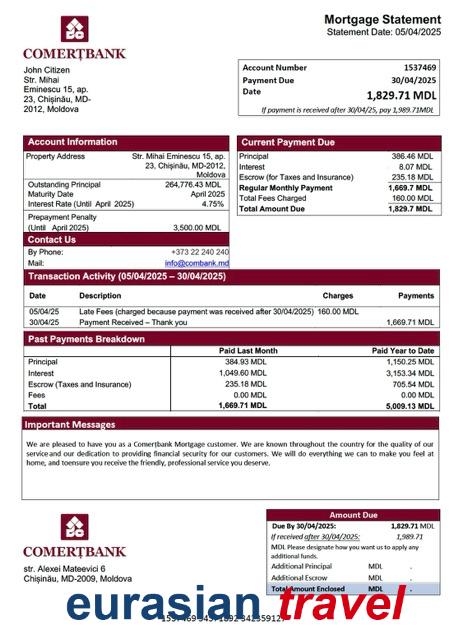 Mortgage Statement
Statement Date: 05/04/2025
COMERȚBANK
John Citizen
Str. Mihai
Eminescu 15, ap.
23, Chișinău, MD-
2012, Moldova
Account Number 1537469
Payment Due 30/04/2025
Date 1,829.71 MDL
If payment is received after 30/04/25, pay 1,989.71MDL
Account Information
Property Address Str. Mihai Eminescu 15, ap.
23, Chișinău, MD-2012,
Moldova
Outstanding Principal 264,776.43 MDL
Maturity Date April 2025
Interest Rate (Until April 2025) 4.75%
Prepayment Penalty
(Until April 2025) 3,500.00 MDL
Contact Us
By Phone: +373 22 240 240
Mail: info@combank.md
Current Payment Due
Principal 386.46 MDL
Interest 8.07 MDL
Escrow (for Taxes and Insurance) 235.18 MDL
Regular Monthly Payment 1,669.7 MDL
Total Fees Charged 160.00 MDL
Total Amount Due 1,829.7 MDL
Transaction Activity (05/04/2025 – 30/04/2025)
Date Description Charges Payments
05/04/25 Late Fees (charged because payment was received after 30/04/2025) 160.00 MDL
30/04/25 Payment Received – Thank you 1,669.71 MDL
Past Payments Breakdown
Paid Last Month Paid Year to Date
Principal 384.93 MDL 1,150.25 MDL
Interest 1,049.60 MDL 3,153.34 MDL
Escrow (Taxes and Insurance) 235.18 MDL 705.54 MDL
Fees 0.00 MDL 0.00 MDL
Total 1,669.71 MDL 5,009.13 MDL
Important Messages
We are pleased to have you as a Comerțbank Mortgage customer. We are known throughout the country for the quality of our
service and our dedication to providing financial security for our customers. We will do everything we can to make you feel at
home, and toensure you receive the friendly, professional service you deserve.
COMERȚBANK
str. Alexei Mateevici 6
Chișinău, MD-2009, Moldova
Amount Due
Due By 30/04/2025: 1,829.71 MDL
If received after 30/04/2025: 1,989.71
MDL Please designate how you want us to apply any
additional funds.
Additional Principal MDL .
Additional Escrow MDL .
Total Amount Enclosed MDL .
eurasian travel